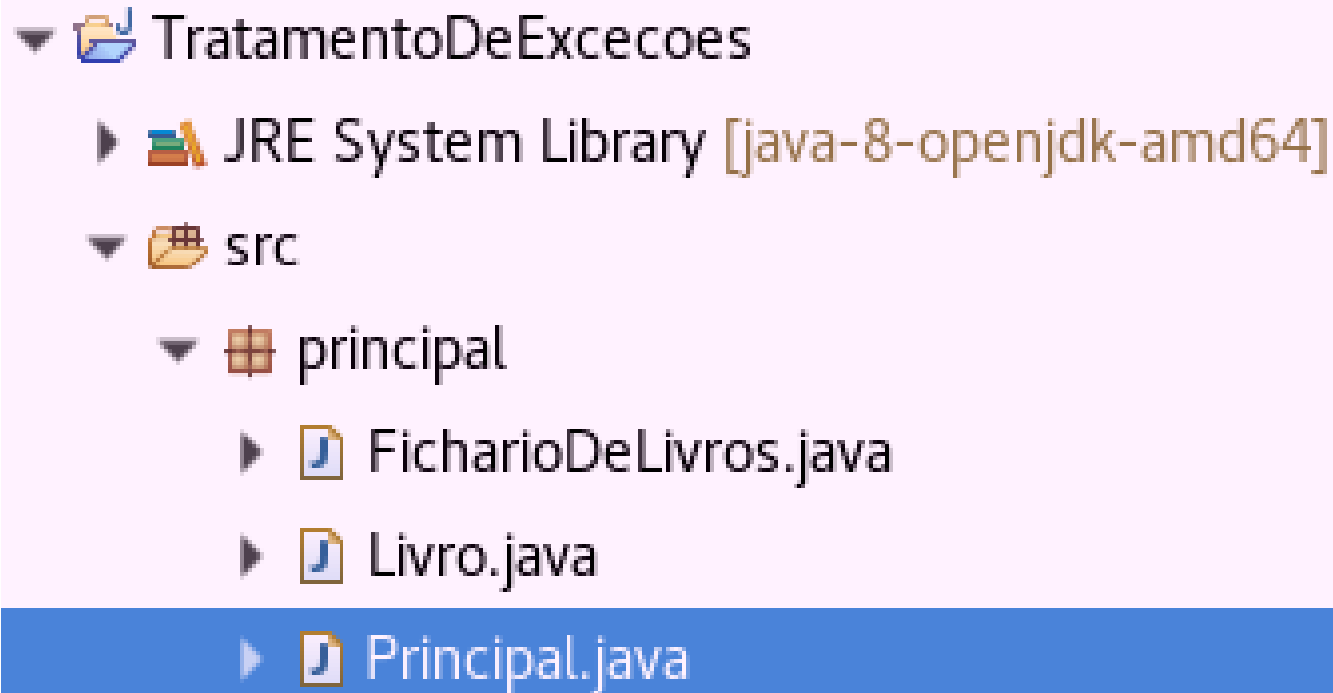 TratamentoDeExcecoes
JRE System Library [java-8-openjdk-amd64]
src
principal
FicharioDeLivros.java
Livro.java
Principal.java